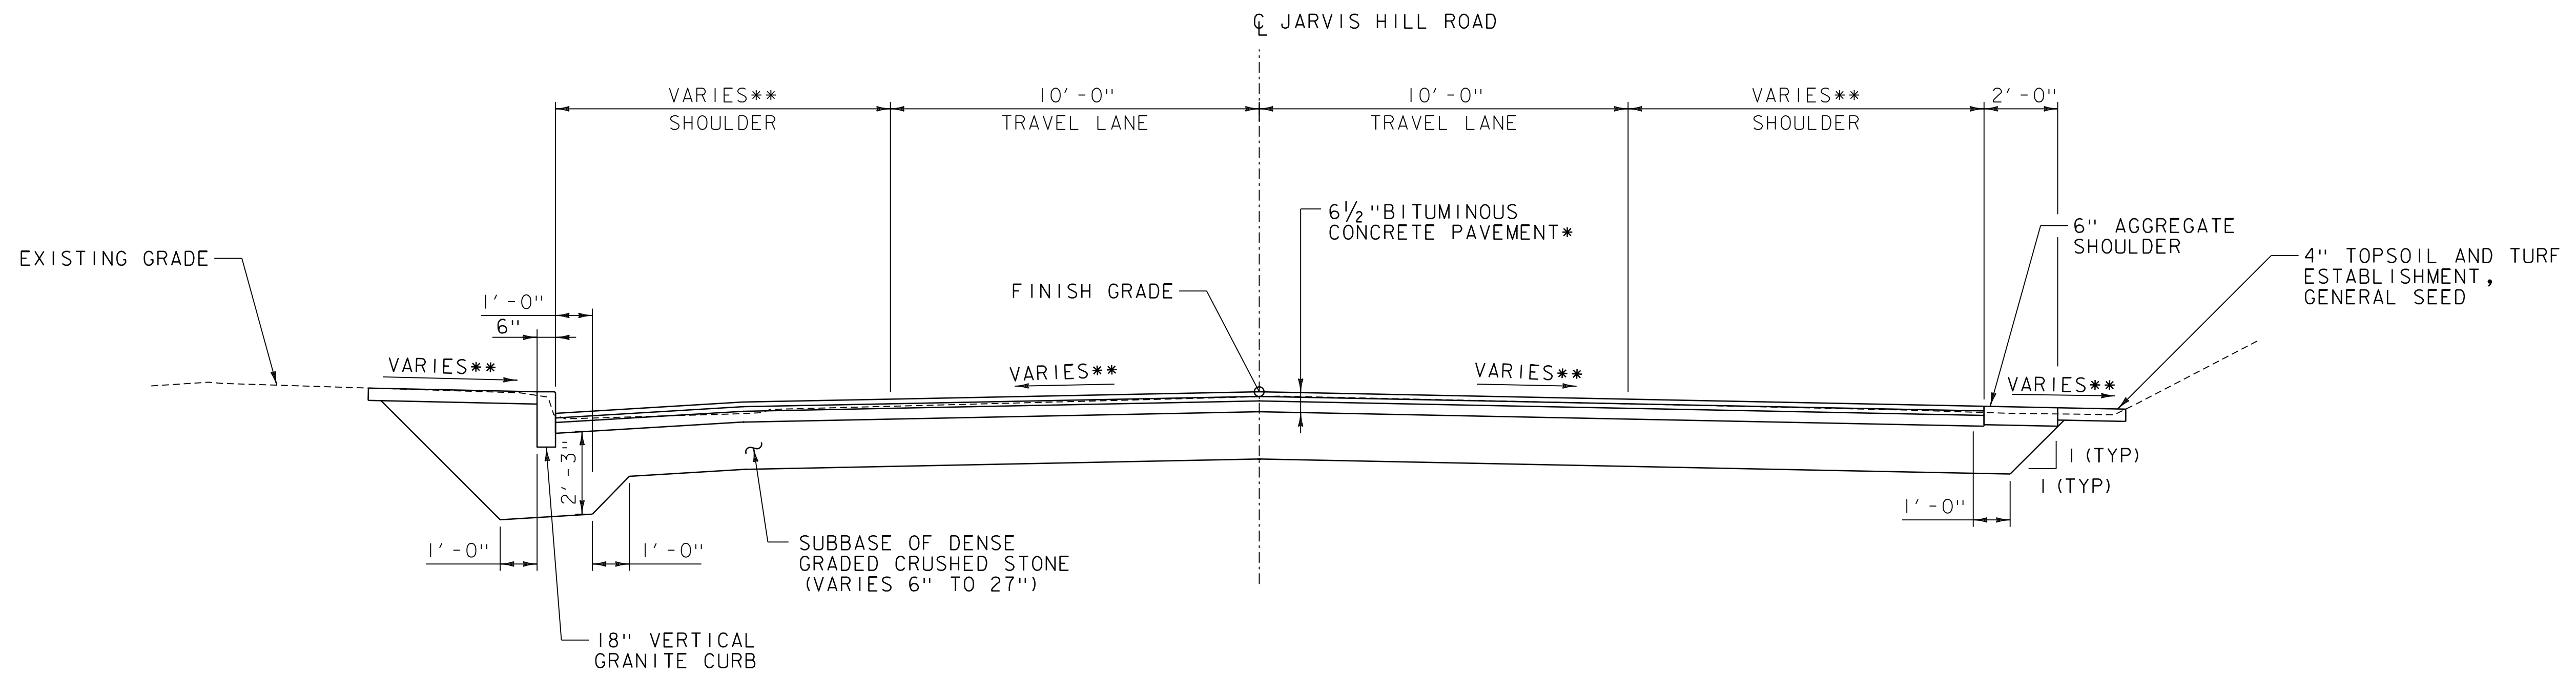 ℄ JARVIS HILL ROAD
VARIES**
SHOULDER
10'-0"
TRAVEL LANE
10'-0"
TRAVEL LANE
VARIES**
SHOULDER
2'-0"
6½"BITUMINOUS
CONCRETE PAVEMENT*
6" AGGREGATE
SHOULDER
4" TOPSOIL AND TURF
ESTABLISHMENT,
GENERAL SEED
EXISTING GRADE
FINISH GRADE
1'-0"
6"
VARIES**
VARIES**
VARIES**
VARIES**
2'-3"
1 (TYP)
1 (TYP)
1'-0"
1'-0"
1'-0"
SUBBASE OF DENSE
GRADED CRUSHED STONE
(VARIES 6" TO 27")
18" VERTICAL
GRANITE CURB